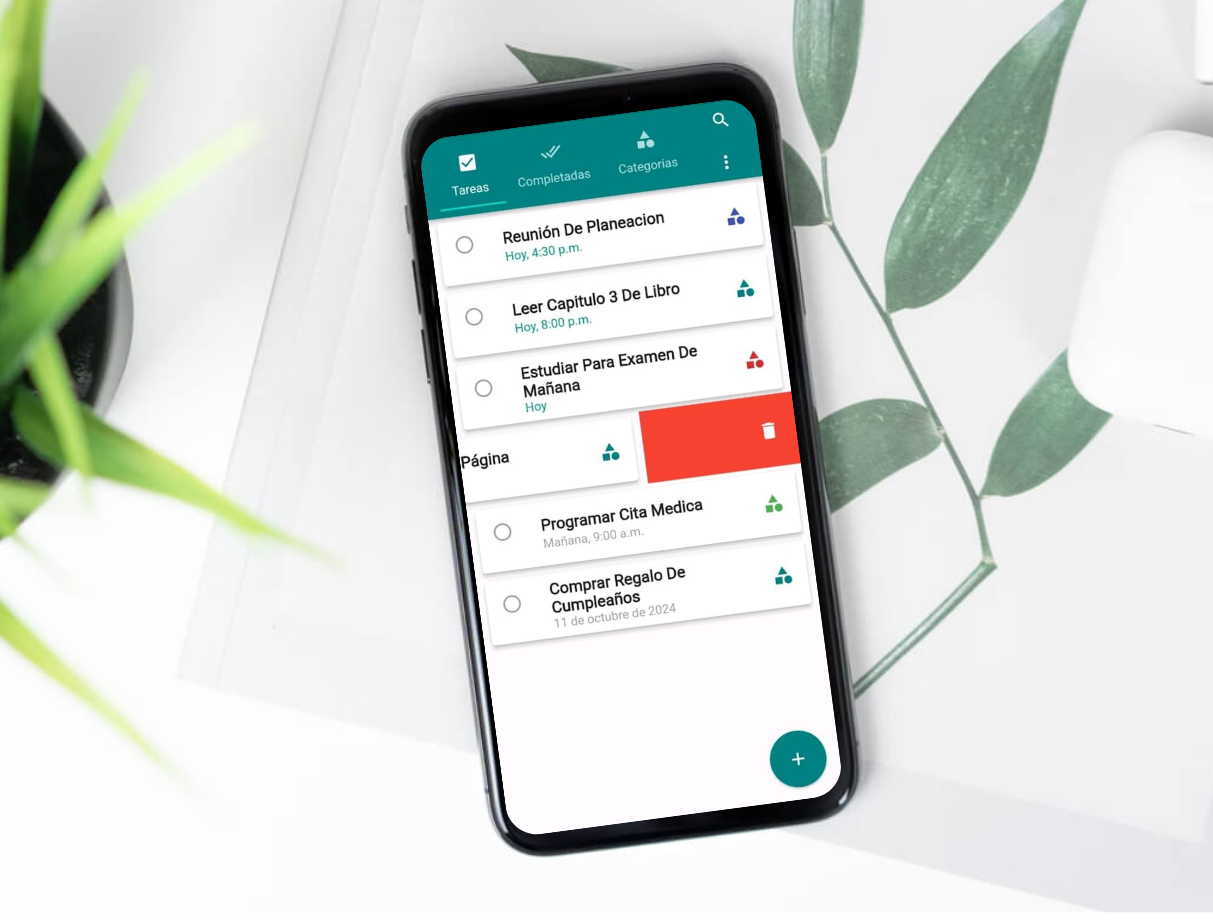 Tareas
Completadas
Categorias
Reunión De Planeacion
Hoy, 4:30 p.m.
Leer Capitulo 3 De Libro
Hoy, 8:00 p.m.
Estudiar Para Examen De
Mañana
Hoy
Página
Programar Cita Medica
Mañana, 9:00 a.m.
Comprar Regalo De
Cumpleaños
11 de octubre de 2024